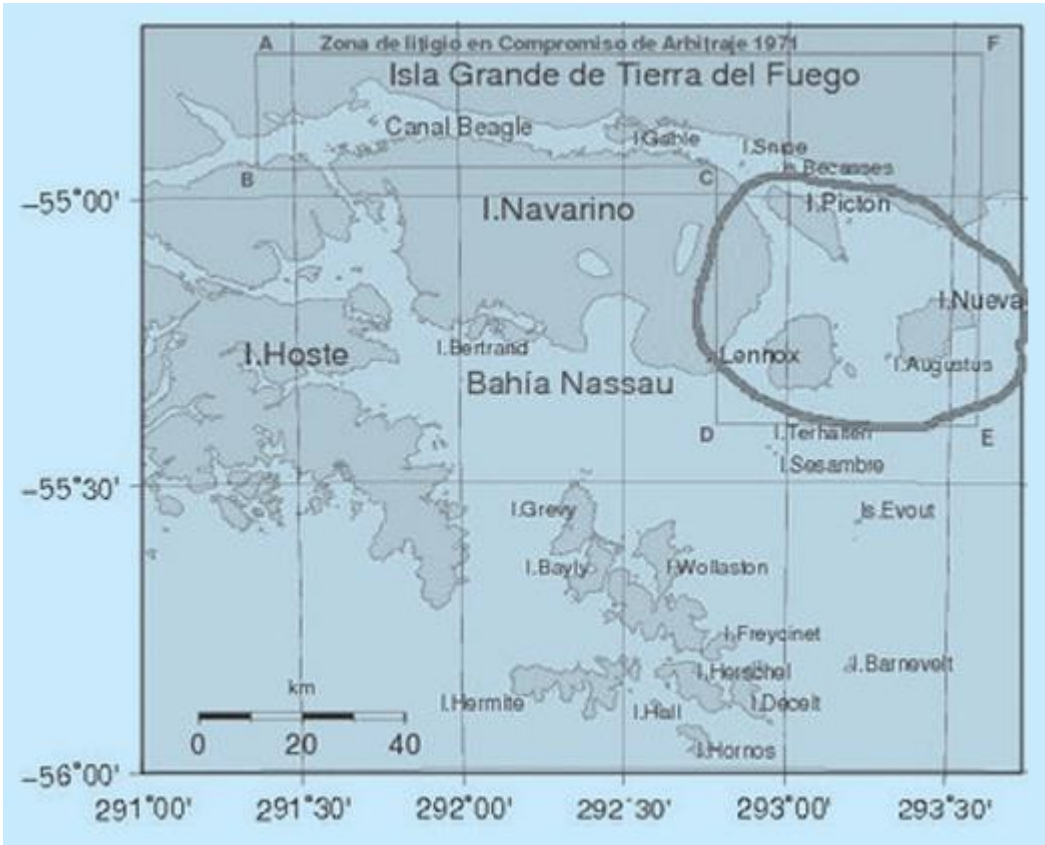 A Zona de litigio en Compromiso de Arbitraje 1971 F
Isla Grande de Tierra del Fuego
Canal Beagle
I.Gable
I.Snipe
Is.Becasses
B
C
-55°00'
I.Navarino
I.Picton
I.Nueva
I.Hoste
I.Bertrand
Lennox
I.Augustus
Bahía Nassau
D
I.Terhalten
E
I.Sesambre
-55°30'
I.Grevy
Is.Evout
I.Bayly
I.Wollaston
I.Freycinet
I.Herschel
I.Barnevelt
I.Hermite
I.Hall
I.Deceit
I.Hornos
km
0 20 40
-56°00'
291°00' 291°30' 292°00' 292°30' 293°00' 293°30'